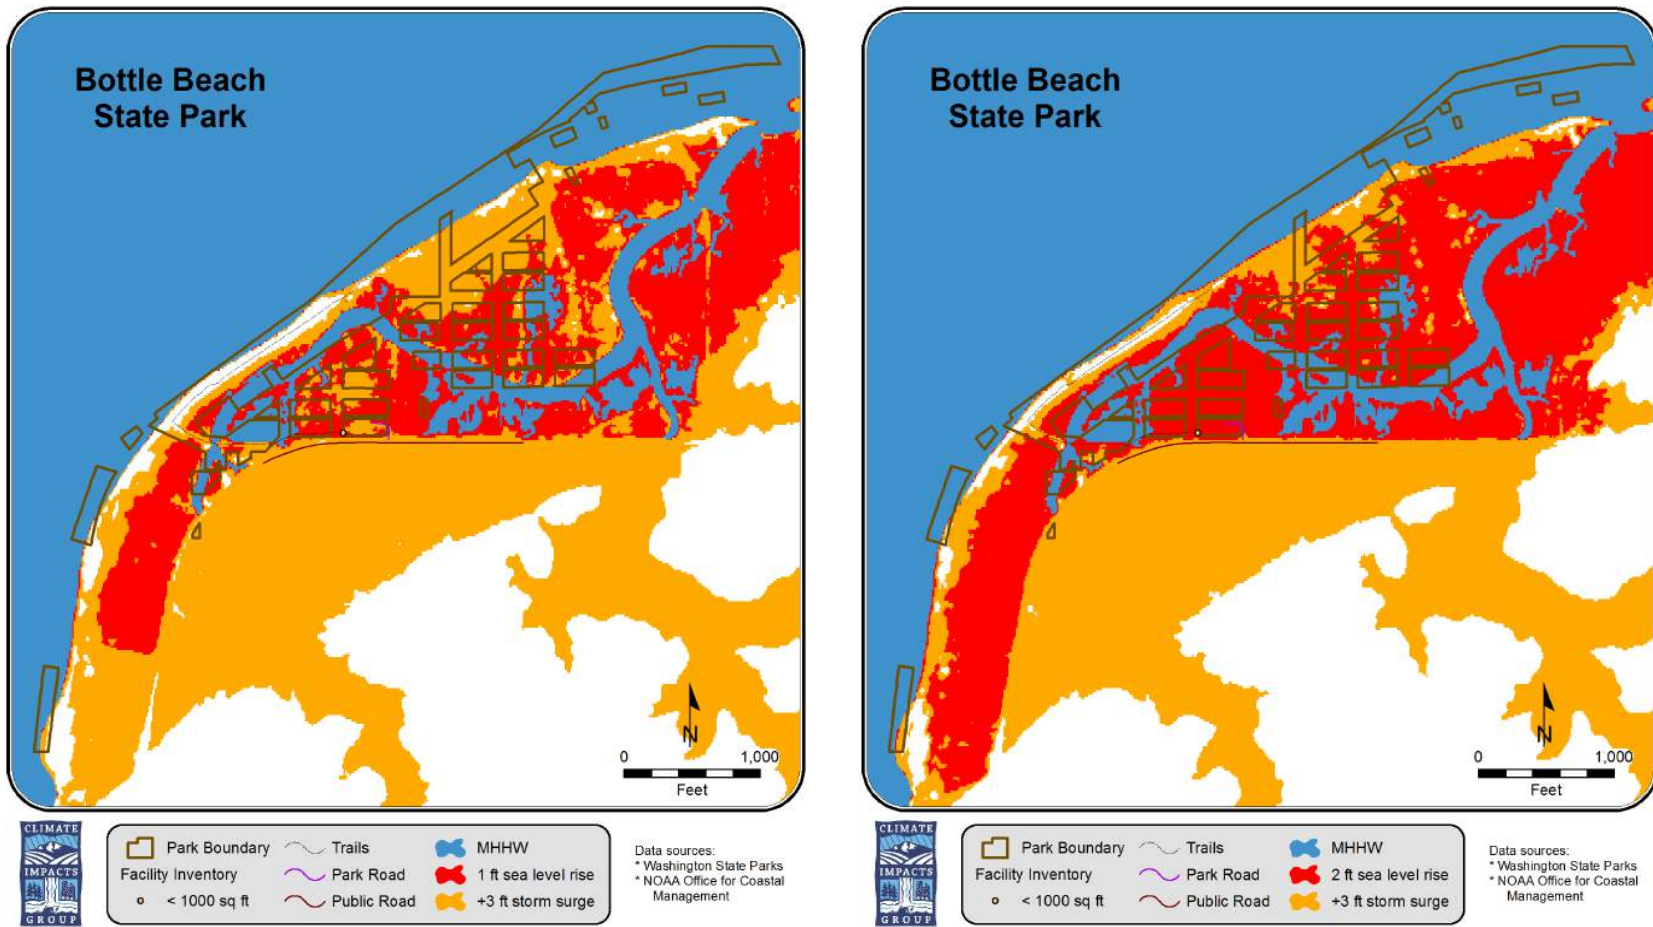 Bottle Beach
State Park
N
0 1,000
Feet
CLIMATE
IMPACTS
GROUP
Park Boundary
Facility Inventory
< 1000 sq ft
Trails
Park Road
Public Road
MHHW
1 ft sea level rise
+3 ft storm surge
Data sources:
* Washington State Parks
* NOAA Office for Coastal
Management
Bottle Beach
State Park
N
0 1,000
Feet
CLIMATE
IMPACTS
GROUP
Park Boundary
Facility Inventory
< 1000 sq ft
Trails
Park Road
Public Road
MHHW
2 ft sea level rise
+3 ft storm surge
Data sources:
* Washington State Parks
* NOAA Office for Coastal
Management